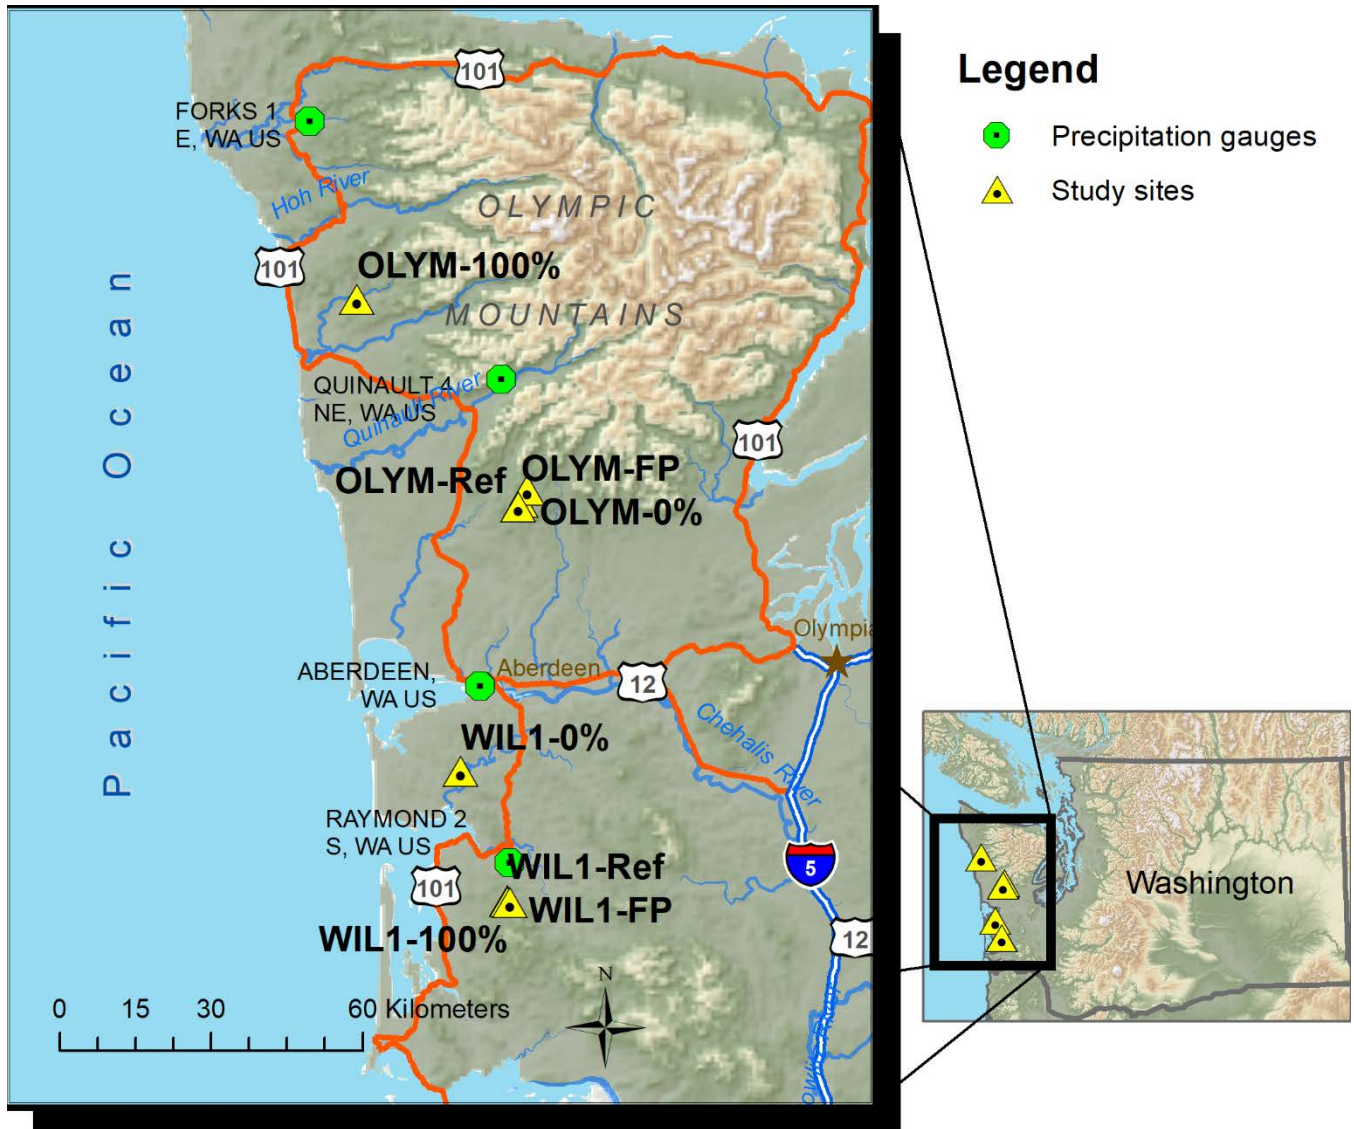 Legend
Precipitation gauges
Study sites
101
FORKS 1
E, WA US
Hoh River
OLYMPIC
101
OLYM-100%
MOUNTAINS
Pacific Ocean
QUINAULT 4
NE, WA US
Quinault River
101
OLYM-FP
OLYM-Ref
OLYM-0%
Olympia
ABERDEEN,
WA US
Aberdeen
12
Chehalis River
WIL1-0%
RAYMOND 2
S, WA US
WIL1-Ref
5
101
WIL1-FP
WIL1-100%
12
Washington
N
0 15 30 60 Kilometers